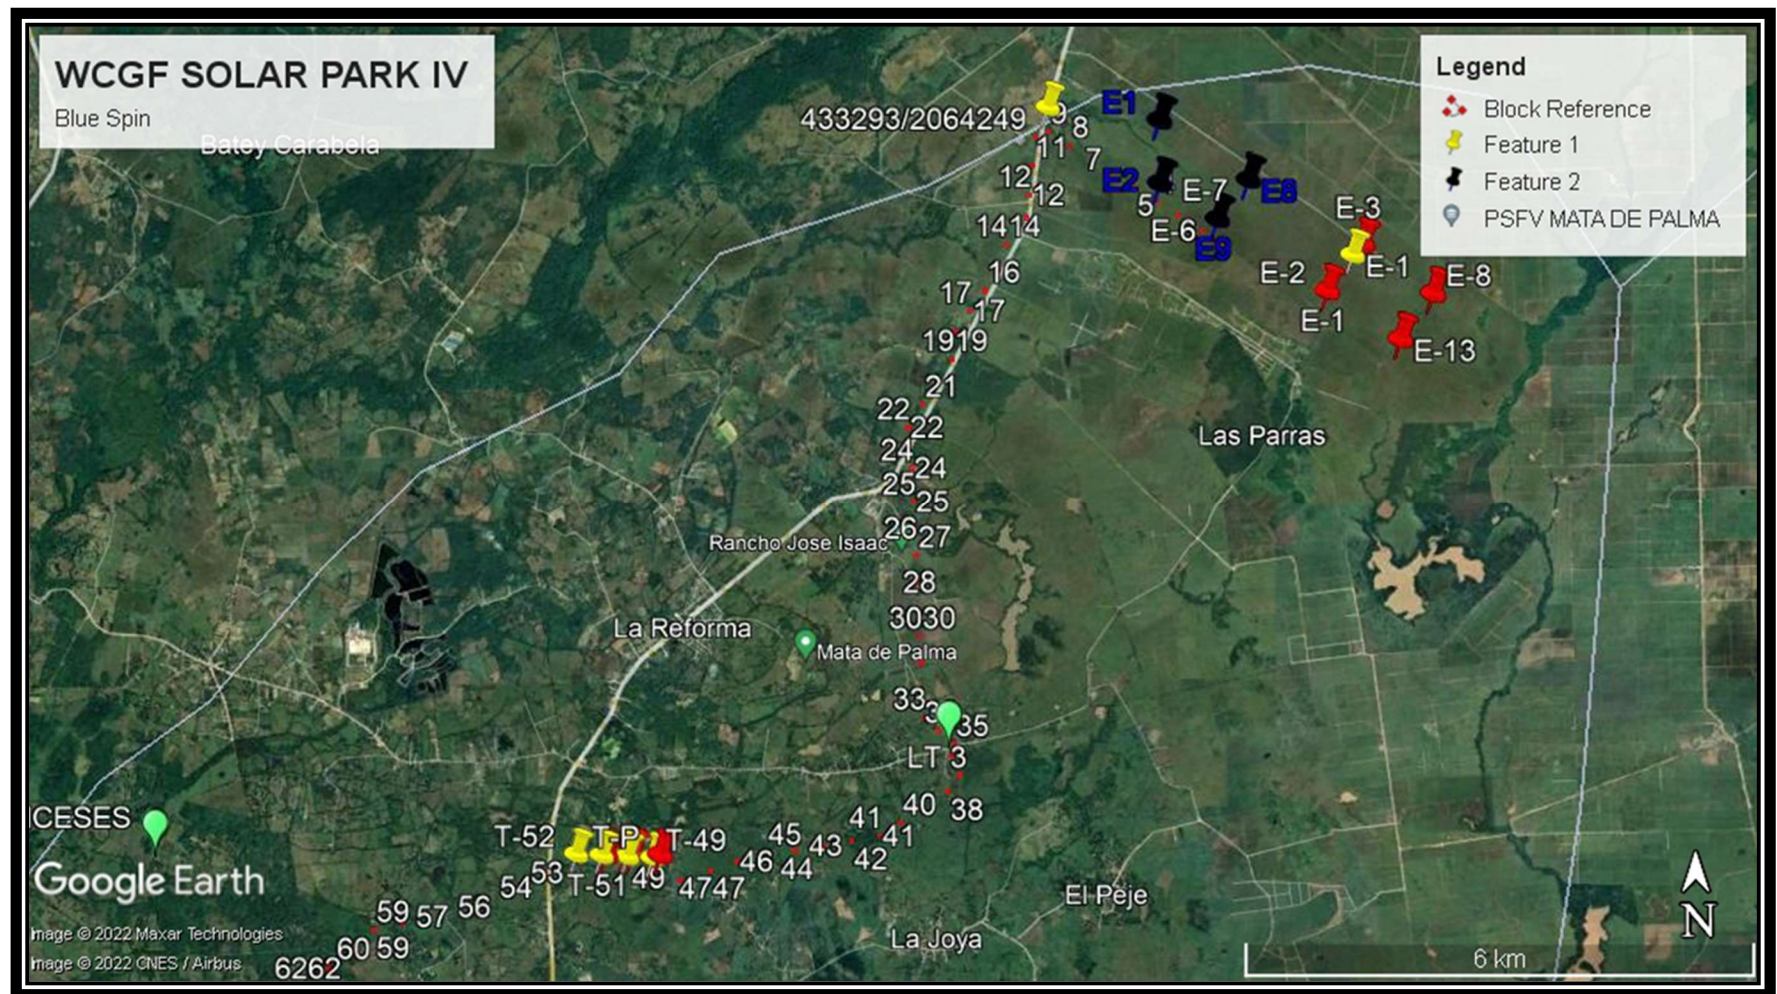 WCGF SOLAR PARK IV
Blue Spin
Legend
Block Reference
Feature 1
Feature 2
PSFV MATA DE PALMA
Batey Carabela
433293/2064249
9
8
11
7
E1
E2
E8
E9
12
12
5
E-7
E-6
1414
E-3
E-1
E-2
E-8
E-1
E-13
16
17
17
1919
21
22
22
24
24
25
25
Las Parras
26
27
Rancho Jose Isaac
28
3030
La Reforma
Mata de Palma
33
35
LT 3
40
38
41
41
45
43
42
44
46
4747
CESES
T-52
T-P
T-49
53
54
T-51
49
56
57
59
60
59
6262
El Peje
La Joya
Google Earth
Image © 2022 Maxar Technologies
Image © 2022 CNES / Airbus
N
6 km